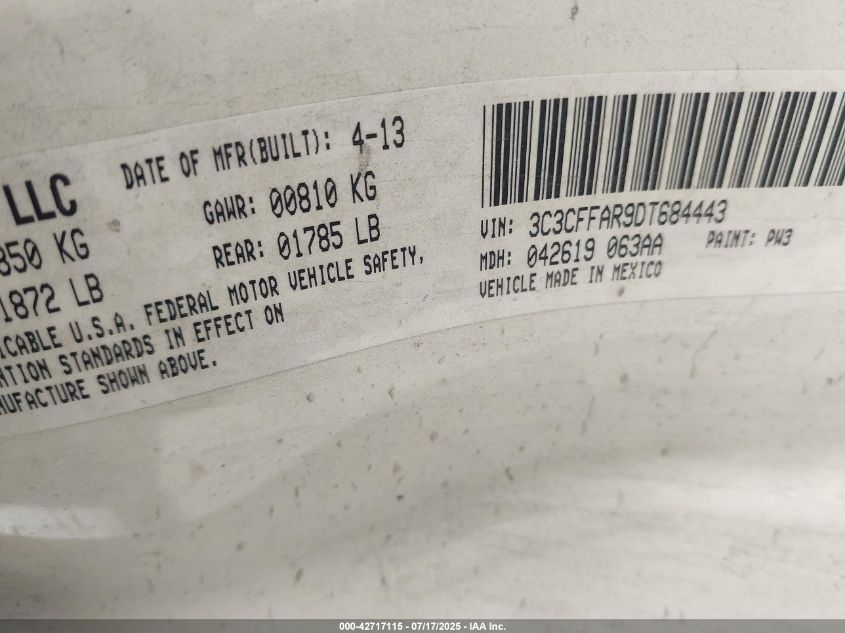 LLC
DATE OF MFR(BUILT): 4-13
850 KG
GAWR: 00810 KG
1872 LB
REAR: 01785 LB
ICABLE U.S.A. FEDERAL MOTOR VEHICLE SAFETY,
NTION STANDARDS IN EFFECT ON
NUFACTURE SHOWN ABOVE.
VIN: 3C3CFFAR9DT684443
MDH: 042619 063AA PAINT: PW3
VEHICLE MADE IN MEXICO
000-42717115 - 07/17/2025 - IAA Inc.